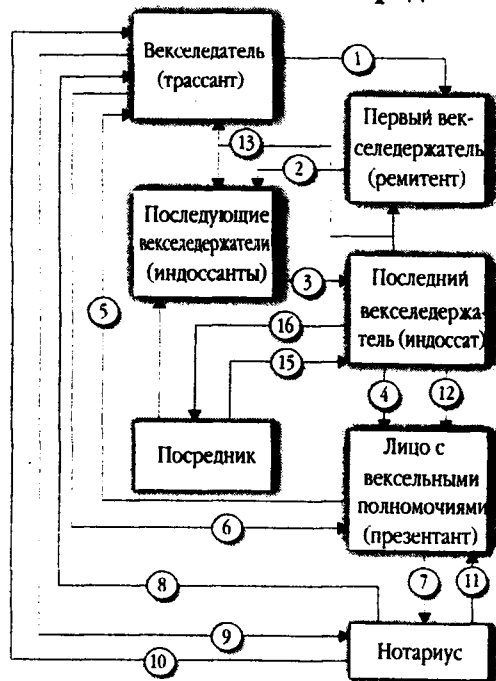 Векселедатель
(трассант)
1
Первый век-
селедержатель
(ремитент)
13
2
Последующие
векселедержатели
(индоссанты)
3
Последний
векселедержа-
тель (индоссат)
5
16
15
4
12
Посредник
Лицо с
вексельными
полномочиями
(презентант)
6
8
7
11
9
10
Нотариус